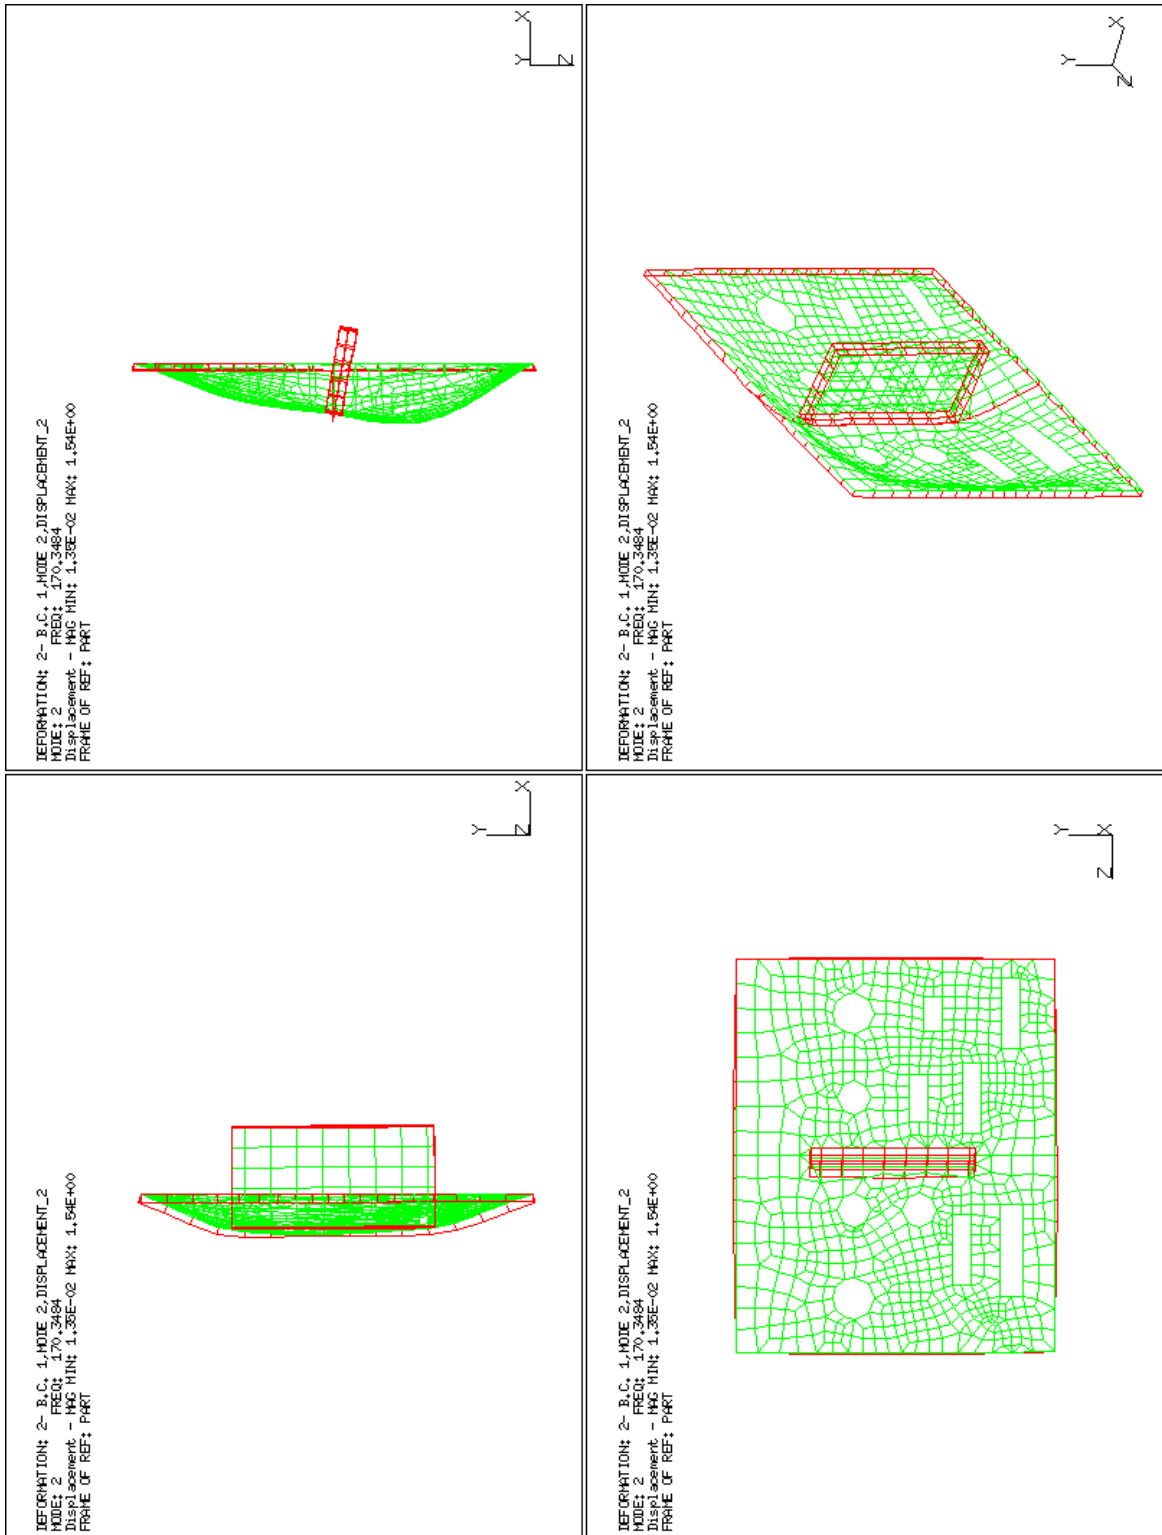 DEFORMATION: 2- B.C. 1,MODE 2,DISPLACEMENT_2
MODE: 2 FREQ: 170.3484
Displacement - MAG MIN: 1.35E-02 MAX: 1.54E+00
FRAME OF REF: PART
Y X
Z
DEFORMATION: 2- B.C. 1,MODE 2,DISPLACEMENT_2
MODE: 2 FREQ: 170.3484
Displacement - MAG MIN: 1.35E-02 MAX: 1.54E+00
FRAME OF REF: PART
Y X
Z
DEFORMATION: 2- B.C. 1,MODE 2,DISPLACEMENT_2
MODE: 2 FREQ: 170.3484
Displacement - MAG MIN: 1.35E-02 MAX: 1.54E+00
FRAME OF REF: PART
Y
Z X
DEFORMATION: 2- B.C. 1,MODE 2,DISPLACEMENT_2
MODE: 2 FREQ: 170.3484
Displacement - MAG MIN: 1.35E-02 MAX: 1.54E+00
FRAME OF REF: PART
Y
Z X